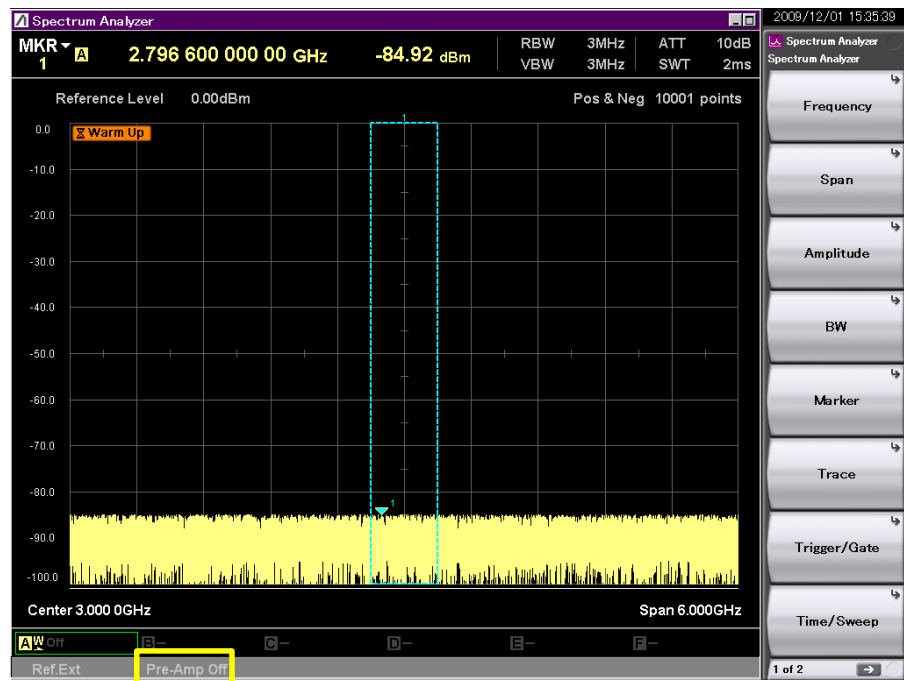 Spectrum Analyzer
2009/12/01 15:35:39
MKR A 2.796 600 000 00 GHz -84.92 dBm RBW 3MHz ATT 10dB
1 VBW 3MHz SWT 2ms
Spectrum Analyzer
Spectrum Analyzer
Reference Level 0.00dBm Pos & Neg 10001 points
Frequency
1
0.0 Warm Up
-10.0
Span
-20.0
-30.0
Amplitude
-40.0
BW
-50.0
-60.0
Marker
-70.0
Trace
-80.0
1
-90.0
Trigger/Gate
-100.0
Center 3.000 0GHz Span 6.000GHz
Time/Sweep
A W Off B– C– D– E– F–
Ref.Ext Pre-Amp Off
1 of 2